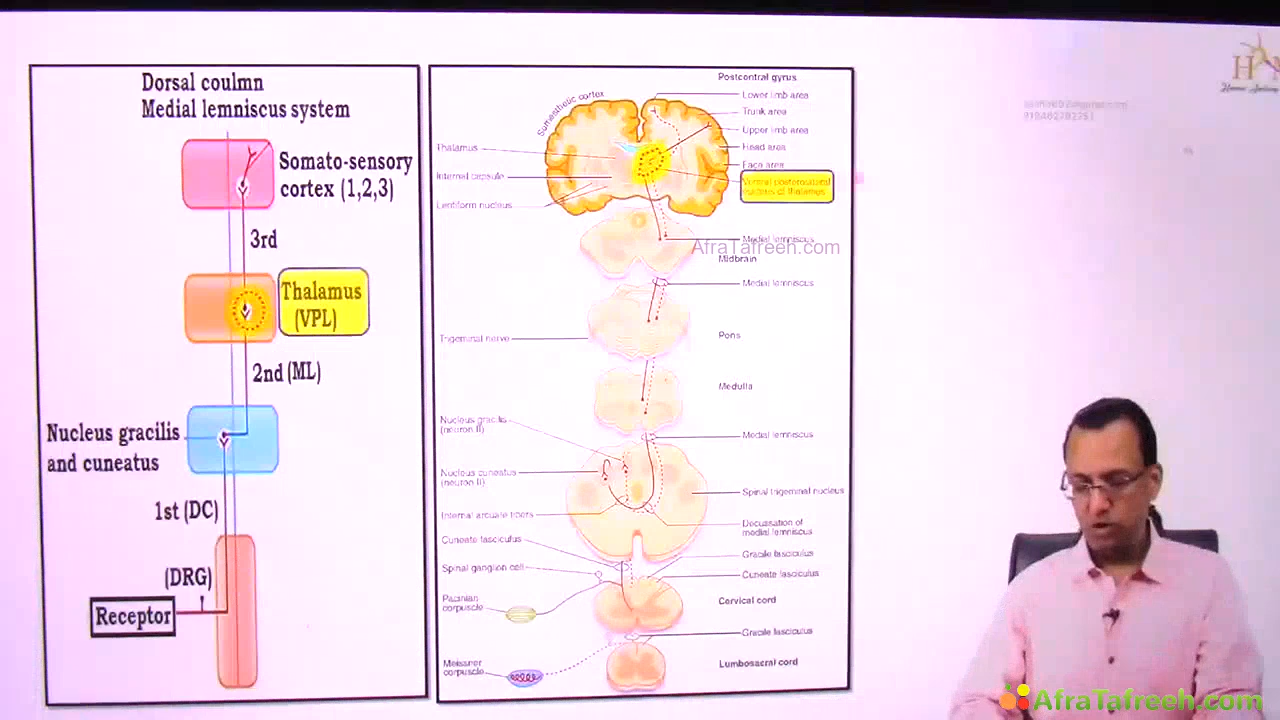 Dorsal coulmn
Medial lemniscus system
Somato-sensory
cortex (1,2,3)
3rd
Thalamus
(VPL)
2nd (ML)
Nucleus gracilis
and cuneatus
1st (DC)
(DRG)
Receptor
Postcentral gyrus
Somesthetic cortex
Lower limb area
Trunk area
Upper limb area
Head area
Face area
Ventral posterolateral
nucleus of thalamus
Thalamus
Internal capsule
Lentiform nucleus
Medial lemniscus
AfraTafreeh.com
Midbrain
Medial lemniscus
Trigeminal nerve
Pons
Medulla
Nucleus gracilis
(neuron II)
Medial lemniscus
Nucleus cuneatus
(neuron II)
Spinal trigeminal nucleus
Internal arcuate fibers
Decussation of
medial lemniscus
Cuneate fasciculus
Gracile fasciculus
Spinal ganglion cell
Cuneate fasciculus
Pacinian
corpuscle
Cervical cord
Gracile fasciculus
Meissner
corpuscle
Lumbosacral cord
H
AfraTafreeh.com